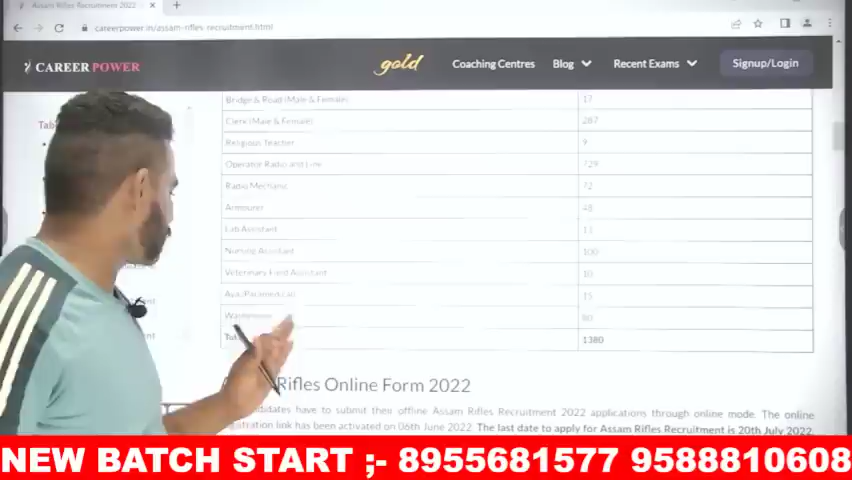 Assam Rifles Recruitment 2022
careerpower.in/assam-rifles-recruitment.html
CAREER POWER
gold
Coaching Centres
Blog
Recent Exams
Signup/Login
Tab
Bridge & Road (Male & Females) 17
Clerk (Male & Female) 287
Religious Teacher 9
Operator Radio and Line 729
Radio Mechanic 72
Armourer 48
Lab Assistant 13
Nursing Assistant 100
Veterinary Field Assistant 10
Aya (Paramedical) 15
80
1380
Rifles Online Form 2022
have to submit their offline Assam Rifles Recruitment 2022 applications through online mode. The online
link has been activated on 06th June 2022. The last date to apply for Assam Rifles Recruitment is 20th July 2022.
NEW BATCH START ;- 8955681577 9588810608